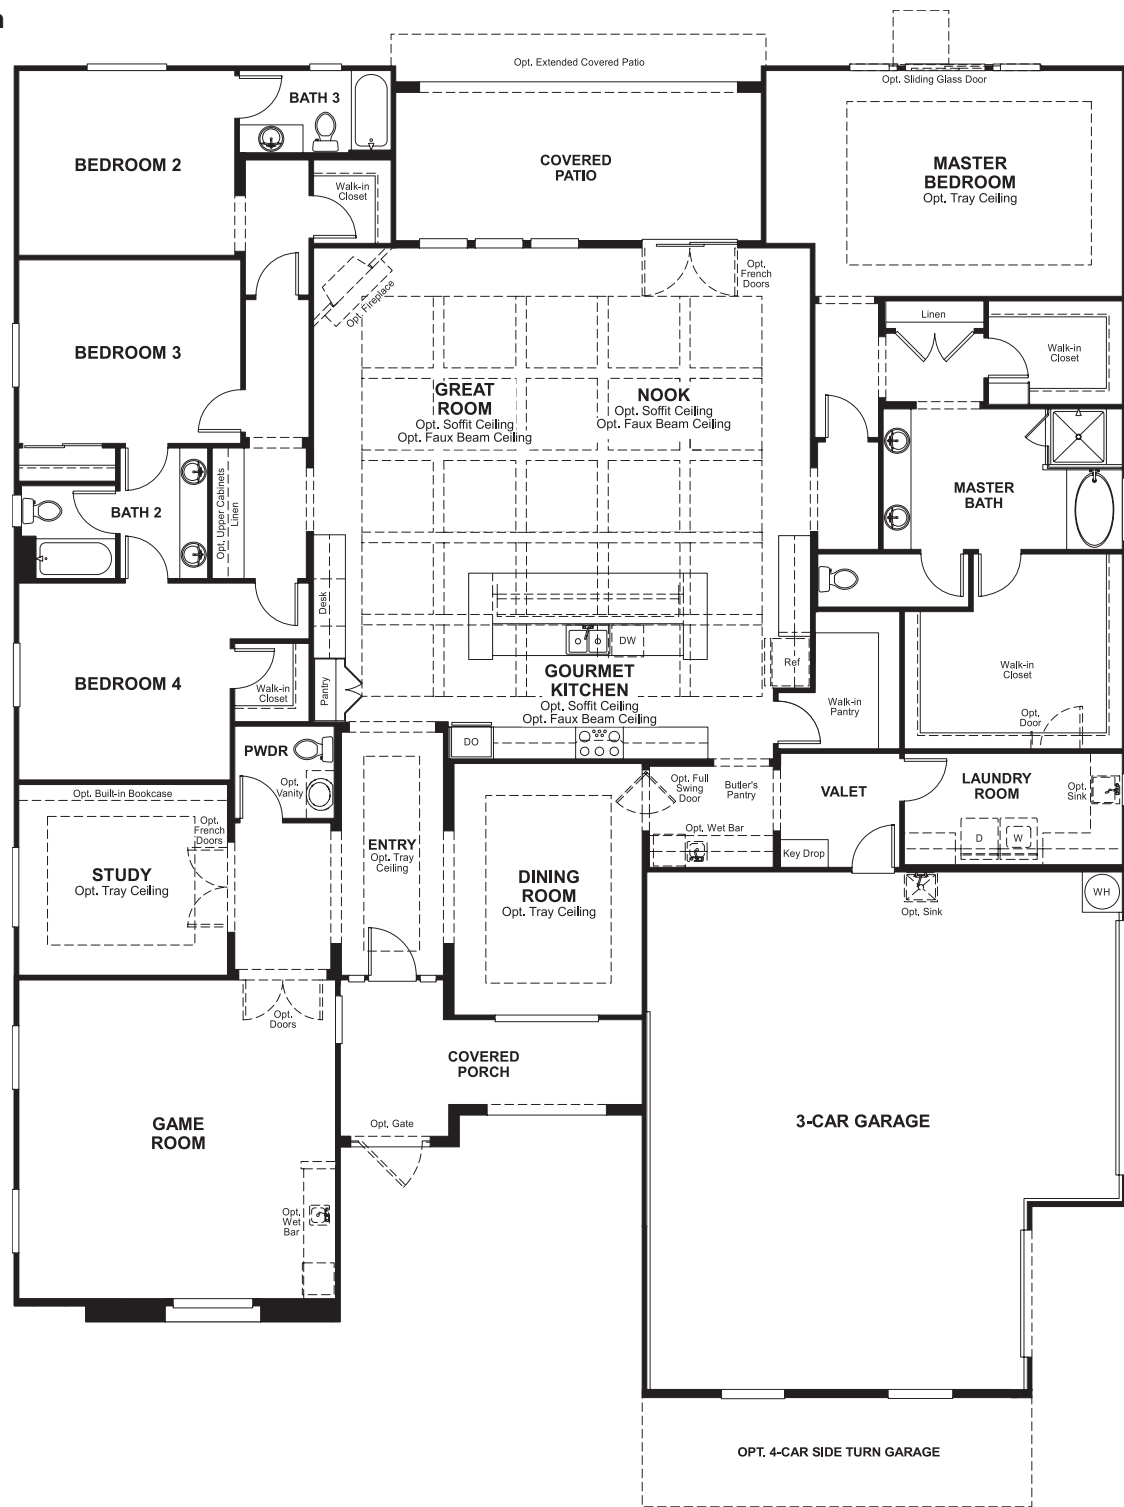 Opt. Extended Covered Patio
Opt. Sliding Glass Door
BATH 3
BEDROOM 2
COVERED
PATIO
MASTER
BEDROOM
Opt. Tray Ceiling
Walk-in
Closet
Opt.
French
Doors
Opt. Fireplace
Linen
Walk-in
Closet
BEDROOM 3
GREAT
ROOM
Opt. Soffit Ceiling
Opt. Faux Beam Ceiling
NOOK
Opt. Soffit Ceiling
Opt. Faux Beam Ceiling
BATH 2
Opt. Upper Cabinets
Linen
MASTER
BATH
Desk
DW
Ref
BEDROOM 4
Walk-in
Closet
Pantry
GOURMET
KITCHEN
Opt. Soffit Ceiling
Opt. Faux Beam Ceiling
Walk-in
Pantry
Walk-in
Closet
Opt.
Door
DO
PWDR
Opt.
Vanity
Opt. Full
Swing
Door
Butler's
Pantry
VALET
LAUNDRY
ROOM
Opt.
Sink
Opt. Built-in Bookcase
Opt.
French
Doors
Opt. Wet Bar
Key Drop
D
W
STUDY
Opt. Tray Ceiling
ENTRY
Opt. Tray
Ceiling
DINING
ROOM
Opt. Tray Ceiling
Opt. Sink
WH
Opt.
Doors
COVERED
PORCH
Opt. Gate
GAME
ROOM
3-CAR GARAGE
Opt.
Wet
Bar
OPT. 4-CAR SIDE TURN GARAGE